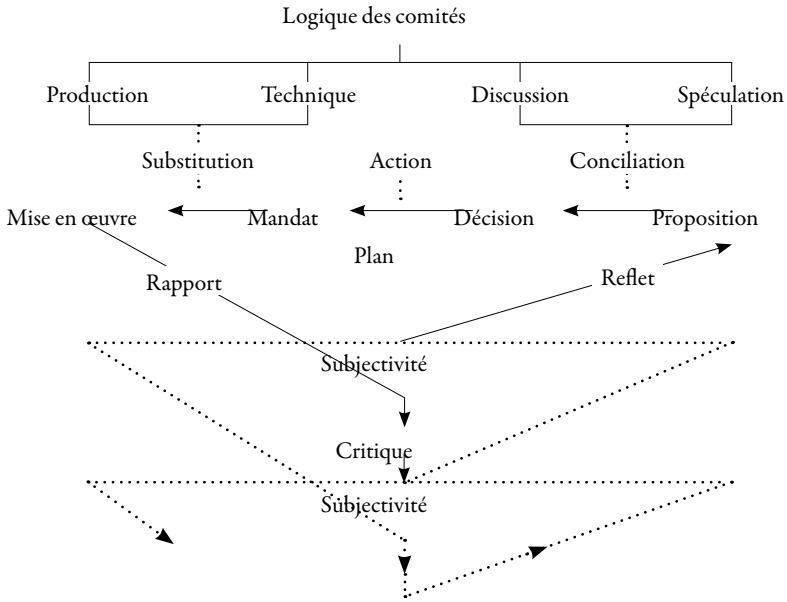 Logique des comités
Production Technique Discussion Spéculation
Substitution Action Conciliation
Mise en œuvre Mandat Décision Proposition
Plan
Rapport Reflet
Subjectivité
Critique
Subjectivité